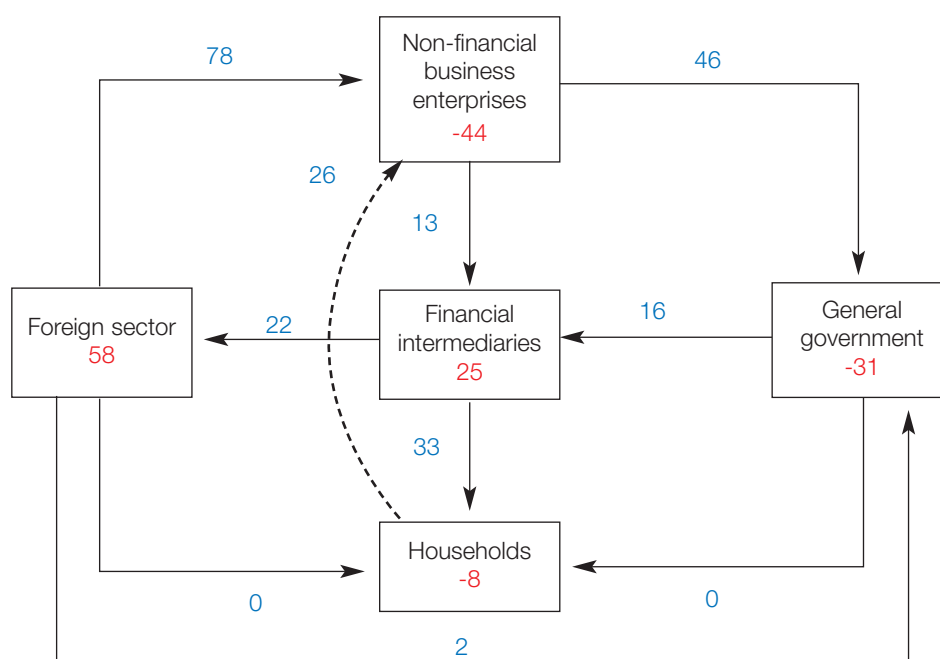 Non-financial
business
enterprises
-44
78
46
26
13
Foreign sector
58
22
Financial
intermediaries
25
16
General
government
-31
33
Households
-8
0
0
2